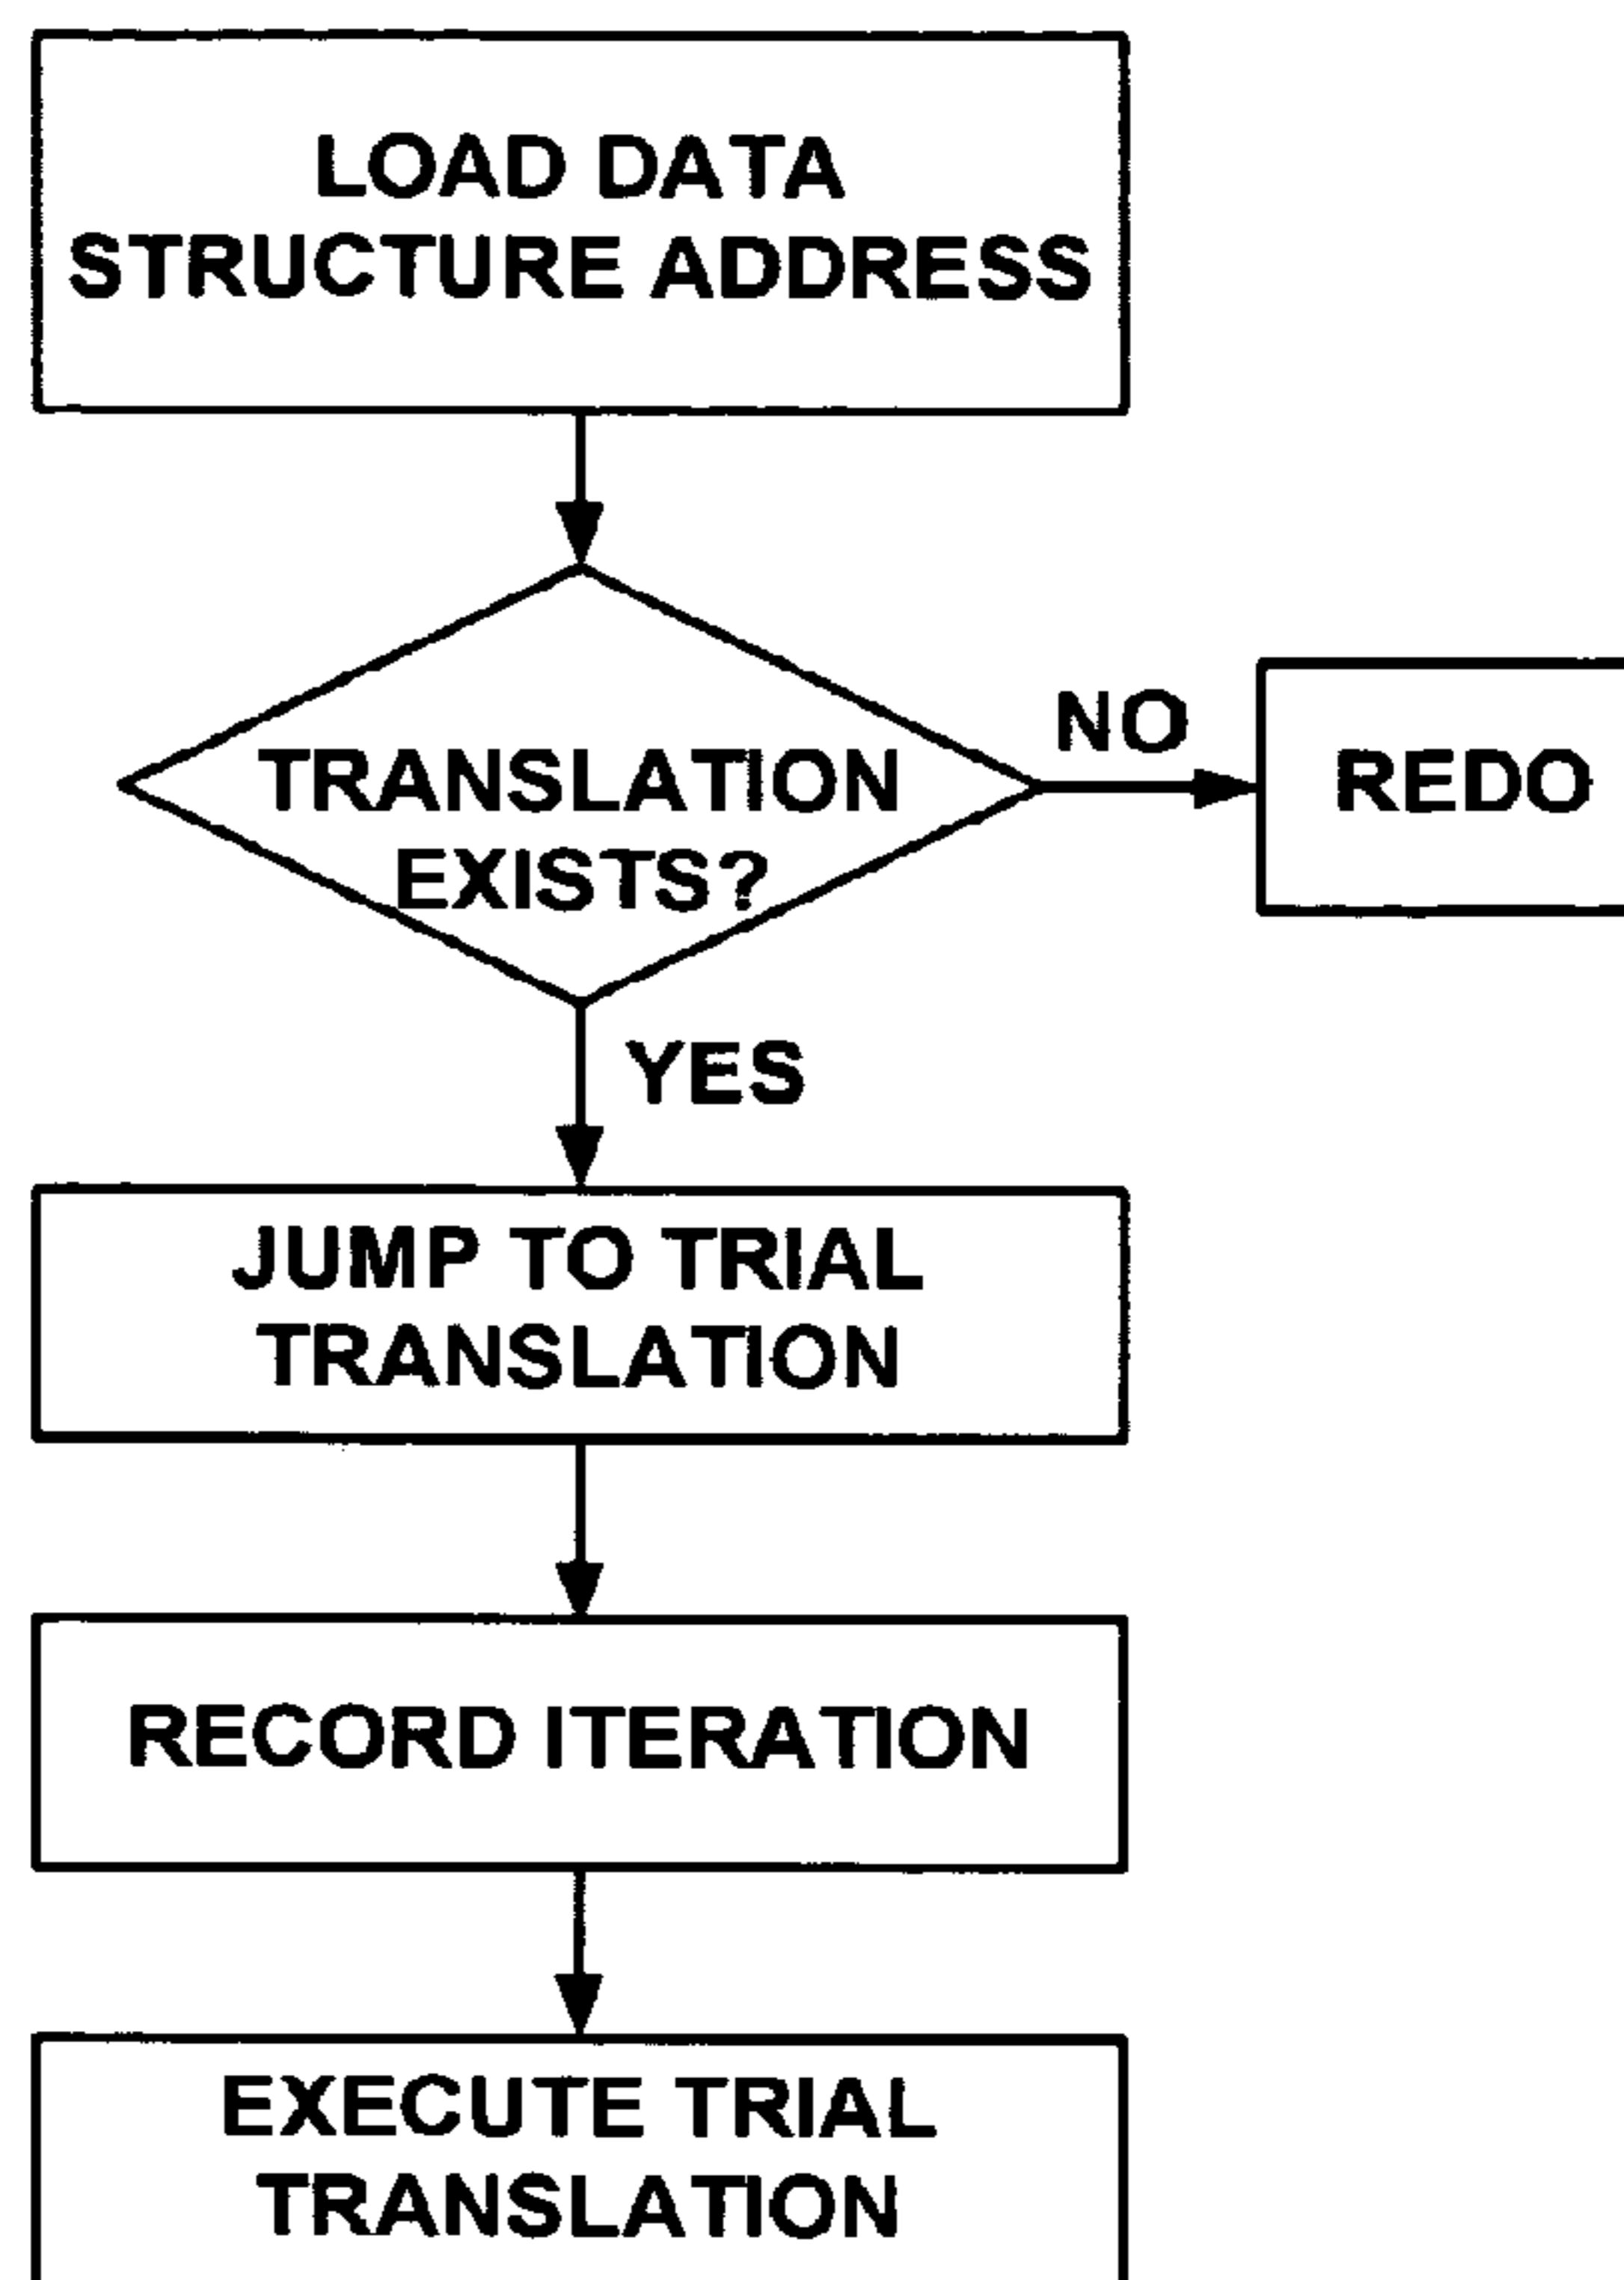 LOAD DATA
STRUCTURE ADDRESS
TRANSLATION
EXISTS?
NO
REDO
YES
JUMP TO TRIAL
TRANSLATION
RECORD ITERATION
EXECUTE TRIAL
TRANSLATION